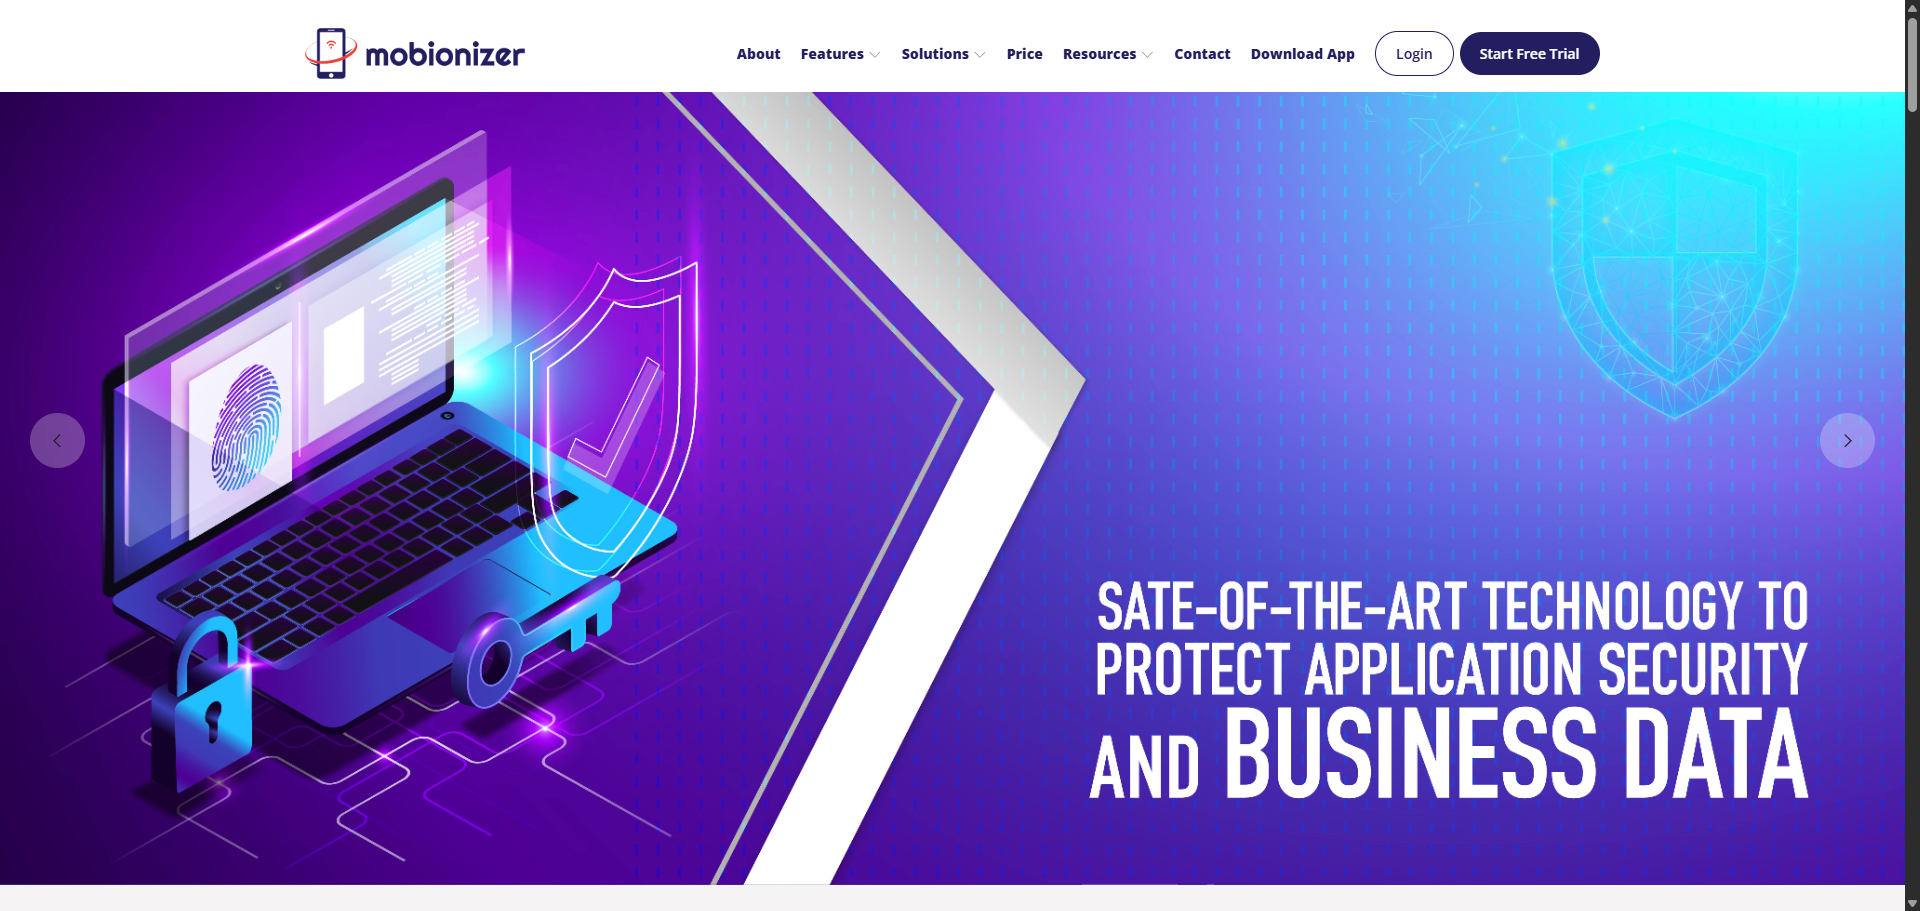 mobionizer
About Features Solutions Price Resources Contact Download App Login Start Free Trial
SATE-OF-THE-ART TECHNOLOGY TO
PROTECT APPLICATION SECURITY
AND BUSINESS DATA